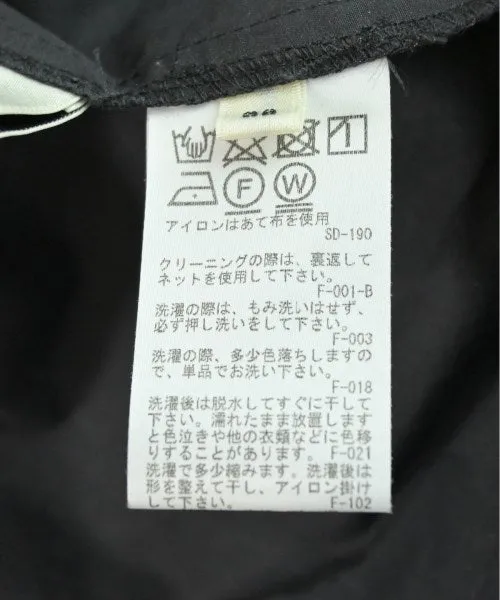 38
F
W
アイロンはあて布を使用
SD-190
クリーニングの際は、裏返して
ネットを使用して下さい。
F-001-B
洗濯の際は、もみ洗いはせず、
必ず押し洗いをして下さい。
F-003
洗濯の際、多少色落ちしますの
で、単品でお洗い下さい。
F-018
洗濯後は脱水してすぐに干して
下さい。濡れたまま放置します
と色泣きや他の衣類などに色移
りすることがあります。 F-021
洗濯で多少縮みます。洗濯後は
形を整えて干し、アイロン掛け
して下さい。 F-102